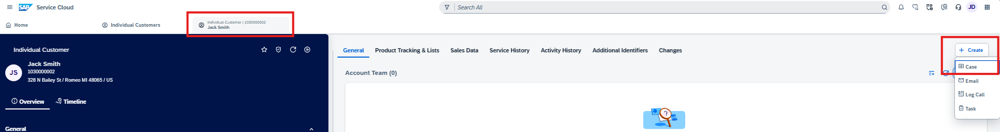 SAP Service Cloud
Search All
JD
Home
Individual Customers
Individual Customer | 1030000002
Jack Smith
Individual Customer
JS
Jack Smith
1030000002
328 N Bailey St / Romeo MI 48065 / US
Overview
Timeline
General
General Product Tracking & Lists Sales Data Service History Activity History Additional Identifiers Changes
Create
Account Team (0)
Case
Email
Log Call
Task
?